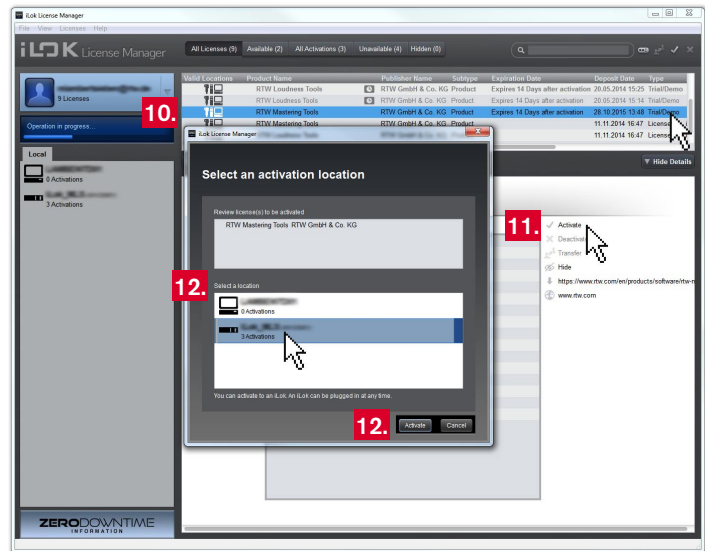 iLok License Manager
File View Licenses Help
iLOK License Manager
All Licenses (9) Available (2) All Activations (3) Unavailable (4) Hidden (0)
9 Licenses
10.
Operation in progress...
Local
0 Activations
3 Activations
Valid Locations Product Name Publisher Name Subtype Expiration Date Deposit Date Type
RTW Loudness Tools RTW GmbH & Co. KG Product Expires 14 Days after activation 20.05.2014 15:25 Trial/Demo
RTW Loudness Tools RTW GmbH & Co. KG Product Expires 14 Days after activation 20.05.2014 15:14 Trial/Demo
RTW Mastering Tools RTW GmbH & Co. KG Product Expires 14 Days after activation 28.10.2015 13:48 Trial/Demo
RTW Mastering Tools RTW GmbH & Co. KG Product 11.11.2014 16:47 License
11.11.2014 16:47 License
Hide Details
iLok License Manager
Select an activation location
Review license(s) to be activated
RTW Mastering Tools RTW GmbH & Co. KG
12.
Select a location
0 Activations
3 Activations
You can activate to an iLok. An iLok can be plugged in at any time.
12.
Activate Cancel
11.
Activate
Deactivate
Transfer
Hide
https://www.rtw.com/en/products/software/rtw-m
www.rtw.com
ZERODOWNTIME
INFORMATION